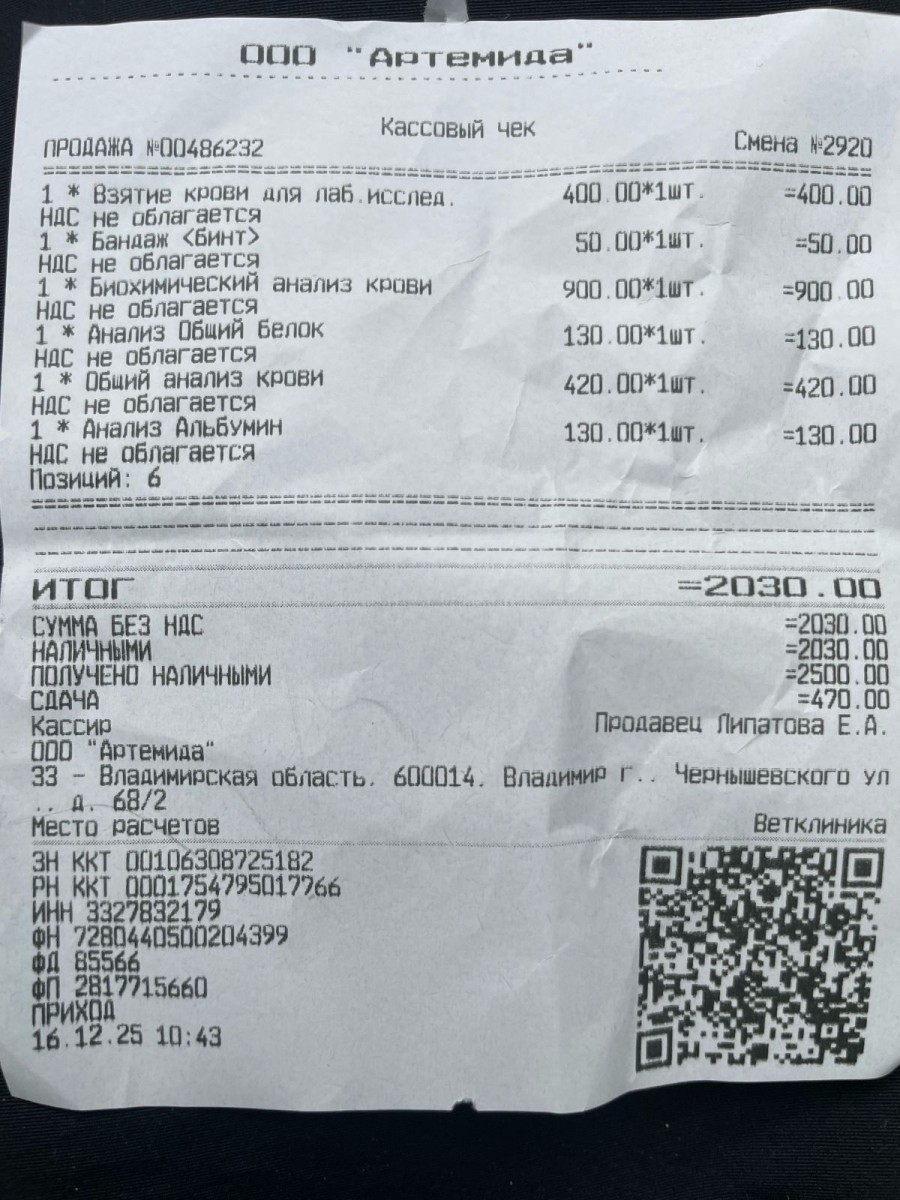 ООО "Артемида"
Кассовый чек
ПРОДАЖА №00486232 Смена №2920
1 * Взятие крови для лаб.исслед. 400.00*1шт. =400.00
НДС не облагается
1 * Бандаж <бинт> 50.00*1шт. =50.00
НДС не облагается
1 * Биохимический анализ крови 900.00*1шт. =900.00
НДС не облагается
1 * Анализ Общий белок 130.00*1шт. =130.00
НДС не облагается
1 * Общий анализ крови 420.00*1шт. =420.00
НДС не облагается
1 * Анализ Альбумин 130.00*1шт. =130.00
НДС не облагается
Позиций: 6
ИТОГ =2030.00
СУММА БЕЗ НДС =2030.00
НАЛИЧНЫМИ =2030.00
ПОЛУЧЕНО НАЛИЧНЫМИ =2500.00
СДАЧА =470.00
Кассир Продавец Липатова Е.А.
ООО "Артемида"
33 - Владимирская область, 600014, Владимир г., Чернышевского ул
., д. 68/2
Место расчетов Ветклиника
ЗН ККТ 00106308725182
РН ККТ 0001754795017766
ИНН 3327832179
ФН 7280440500204399
ФД 85566
ФП 2817715660
ПРИХОД
16.12.25 10:43